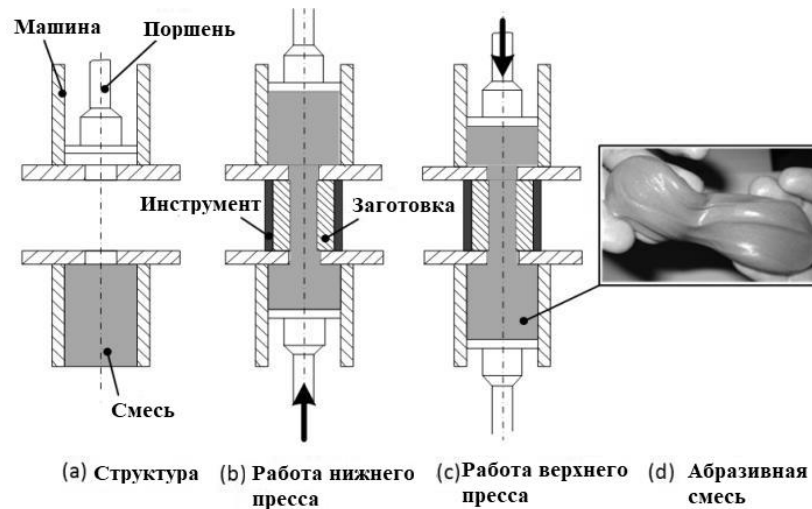 Машина
Поршень
Инструмент
Заготовка
Смесь
(a) Структура
(b) Работа нижнего
пресса
(c) Работа верхнего
пресса
(d) Абразивная
смесь